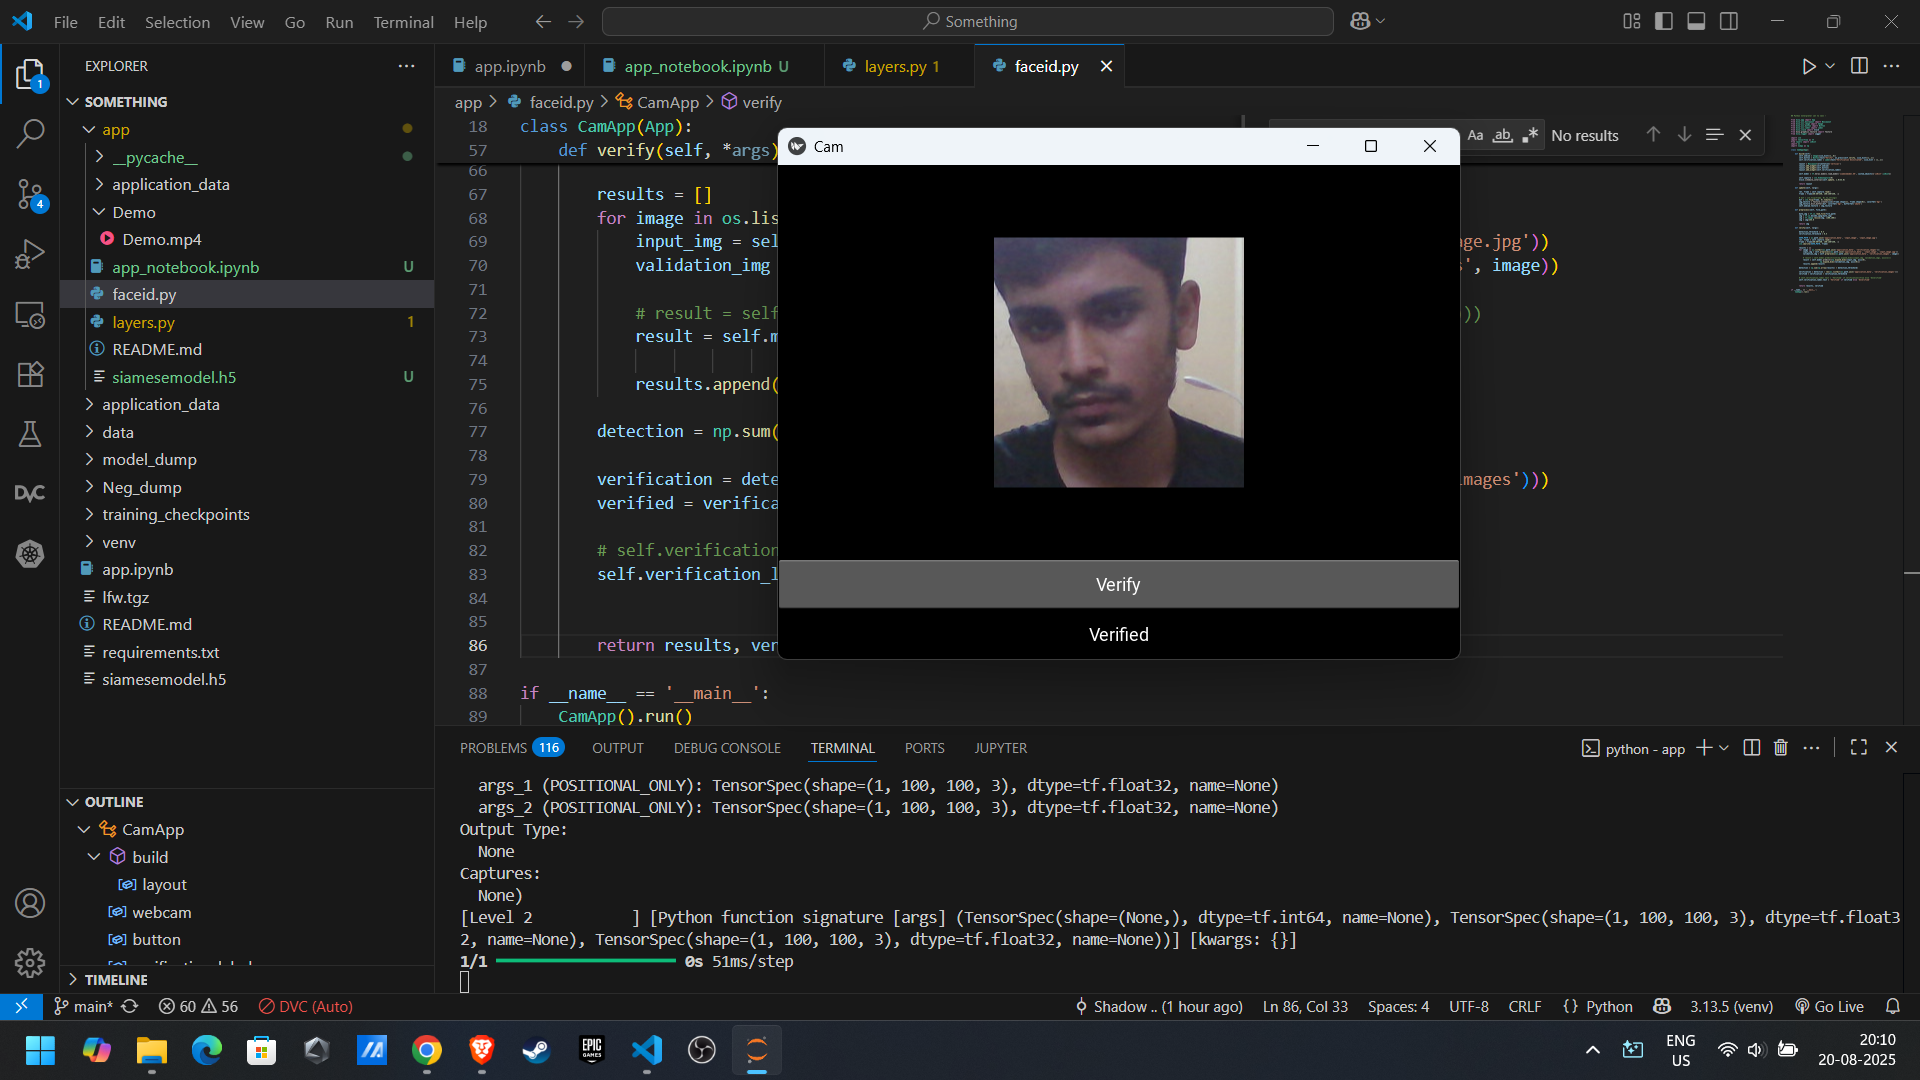 File Edit Selection View Go Run Terminal Help
Something
EXPLORER
SOMETHING
app
__pycache__
application_data
Demo
Demo.mp4
app_notebook.ipynb U
faceid.py
layers.py 1
README.md
siamesemodel.h5 U
application_data
data
model_dump
Neg_dump
training_checkpoints
venv
app.ipynb
lfw.tgz
README.md
requirements.txt
siamesemodel.h5
OUTLINE
CamApp
build
layout
webcam
button
TIMELINE
1
4
DVC
app.ipynb
app_notebook.ipynb U
layers.py 1
faceid.py
app > faceid.py > CamApp > verify
18 class CamApp(App):
57 def verify(self, *args)
66
67 results = []
68 for image in os.lis
69 input_img = sel ge.jpg'))
70 validation_img ', image))
71
72 # result = self ))
73 result = self.m
74
75 results.append(
76
77 detection = np.sum(
78
79 verification = dete mages')))
80 verified = verifica
81
82 # self.verification
83 self.verification_l
84
85
86 return results, ver
87
88 if __name__ == '__main__':
89 CamApp().run()
Aa ab No results
Cam
Verify
Verified
PROBLEMS 116 OUTPUT DEBUG CONSOLE TERMINAL PORTS JUPYTER
python - app
args_1 (POSITIONAL_ONLY): TensorSpec(shape=(1, 100, 100, 3), dtype=tf.float32, name=None)
args_2 (POSITIONAL_ONLY): TensorSpec(shape=(1, 100, 100, 3), dtype=tf.float32, name=None)
Output Type:
None
Captures:
None)
[Level 2 ] [Python function signature [args] (TensorSpec(shape=(None,), dtype=tf.int64, name=None), TensorSpec(shape=(1, 100, 100, 3), dtype=tf.float3
2, name=None), TensorSpec(shape=(1, 100, 100, 3), dtype=tf.float32, name=None))] [kwargs: {}]
1/1 0s 51ms/step
main* 60 56 DVC (Auto)
Shadow .. (1 hour ago) Ln 86, Col 33 Spaces: 4 UTF-8 CRLF {} Python 3.13.5 (venv) Go Live
EPIC GAMES
ENG
US
20:10
20-08-2025